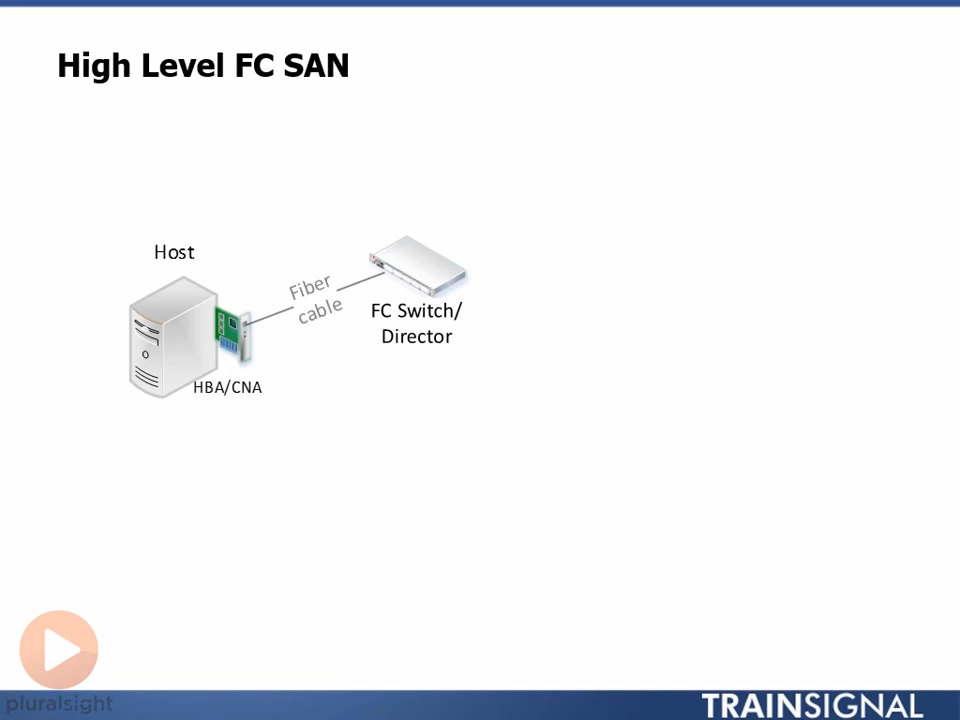 High Level FC SAN
Host
Fiber
cable
FC Switch/
Director
HBA/CNA
pluralsight
TRAINSIGNAL